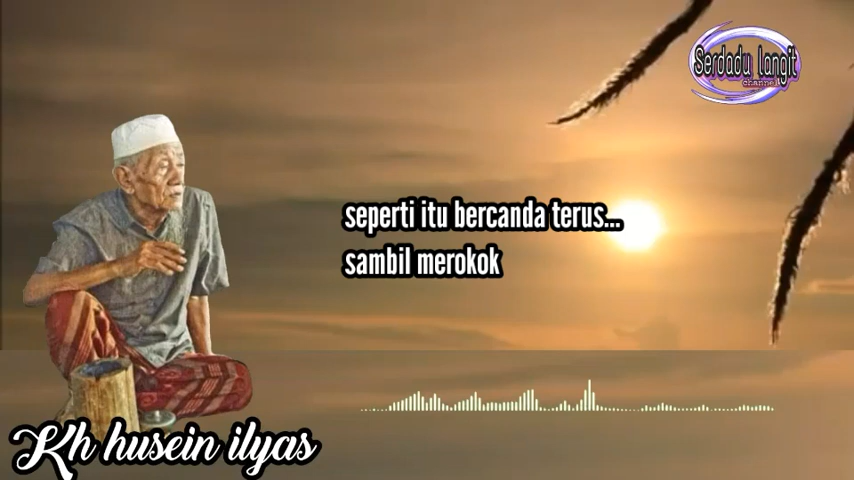 Serdadu langit
channel
seperti itu bercanda terus...
sambil merokok
Kh husein ilyas